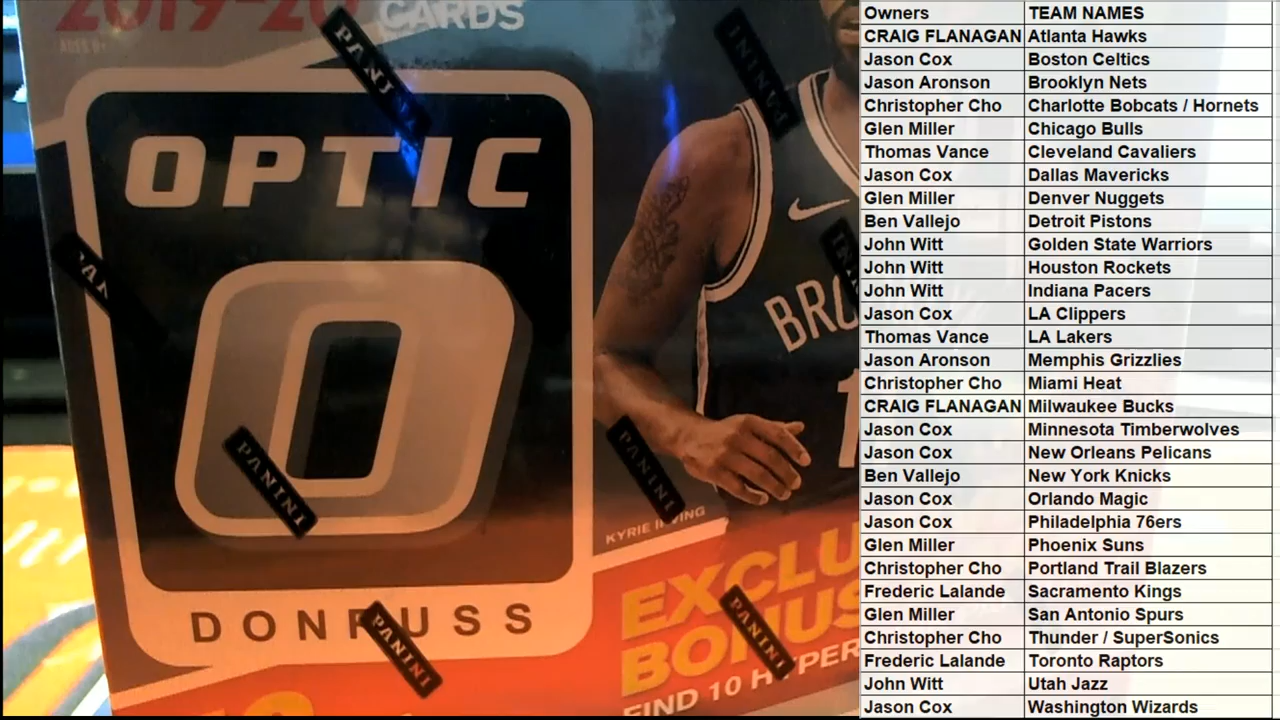 2019-20
CARDS
AGES 9+
PANINI
PANINI
OPTIC
BRO
1
PANINI
PANINI
KYRIE IRVING
EXCLU
BONUS
DONRUSS
PANINI
PANINI
FIND 10 HYPER
Owners TEAM NAMES
CRAIG FLANAGAN Atlanta Hawks
Jason Cox Boston Celtics
Jason Aronson Brooklyn Nets
Christopher Cho Charlotte Bobcats / Hornets
Glen Miller Chicago Bulls
Thomas Vance Cleveland Cavaliers
Jason Cox Dallas Mavericks
Glen Miller Denver Nuggets
Ben Vallejo Detroit Pistons
John Witt Golden State Warriors
John Witt Houston Rockets
John Witt Indiana Pacers
Jason Cox LA Clippers
Thomas Vance LA Lakers
Jason Aronson Memphis Grizzlies
Christopher Cho Miami Heat
CRAIG FLANAGAN Milwaukee Bucks
Jason Cox Minnesota Timberwolves
Jason Cox New Orleans Pelicans
Ben Vallejo New York Knicks
Jason Cox Orlando Magic
Jason Cox Philadelphia 76ers
Glen Miller Phoenix Suns
Christopher Cho Portland Trail Blazers
Frederic Lalande Sacramento Kings
Glen Miller San Antonio Spurs
Christopher Cho Thunder / SuperSonics
Frederic Lalande Toronto Raptors
John Witt Utah Jazz
Jason Cox Washington Wizards